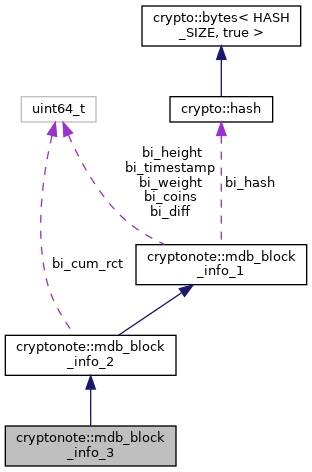 crypto::bytes< HASH
_SIZE, true >
uint64_t
crypto::hash
bi_height
bi_timestamp
bi_weight
bi_coins
bi_diff
bi_hash
bi_cum_rct
cryptonote::mdb_block
_info_1
cryptonote::mdb_block
_info_2
cryptonote::mdb_block
_info_3